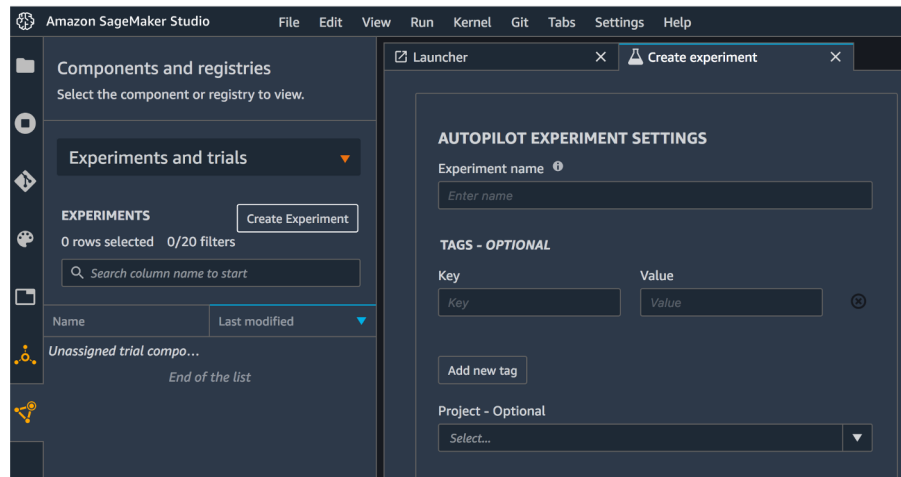 Amazon SageMaker Studio File Edit View Run Kernel Git Tabs Settings Help
Components and registries
Select the component or registry to view.
Experiments and trials
EXPERIMENTS
Create Experiment
0 rows selected 0/20 filters
Search column name to start
Name Last modified
Unassigned trial compo...
End of the list
Launcher Create experiment
AUTOPILOT EXPERIMENT SETTINGS
Experiment name
Enter name
TAGS - OPTIONAL
Key Value
Key Value
Add new tag
Project - Optional
Select...